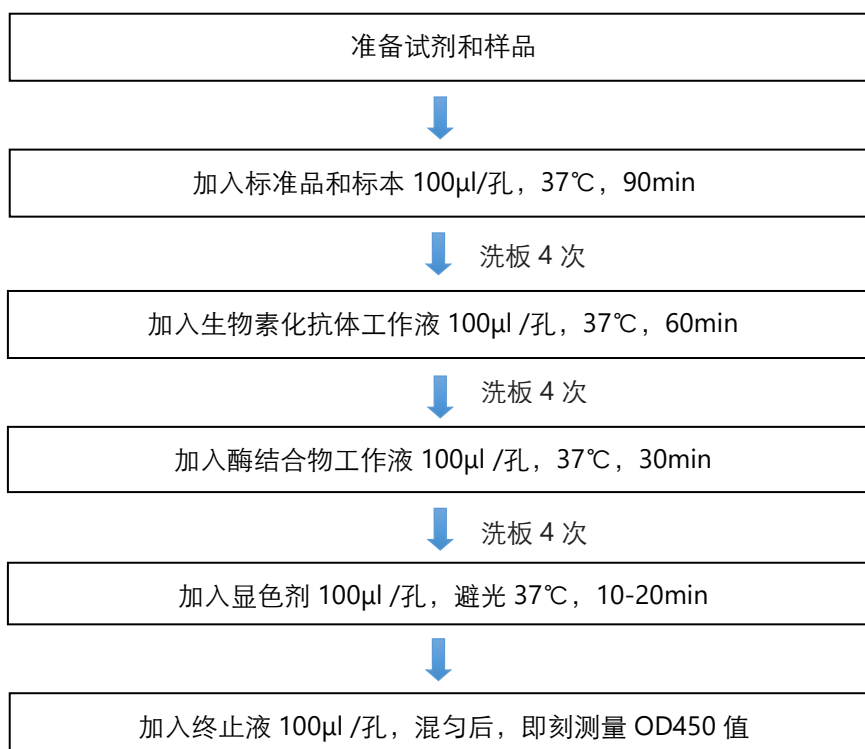 准备试剂和样品
加入标准品和标本 100μl/孔，37℃，90min
洗板 4 次
加入生物素化抗体工作液 100μl /孔，37℃，60min
洗板 4 次
加入酶结合物工作液 100μl /孔，37℃，30min
洗板 4 次
加入显色剂 100μl /孔，避光 37℃，10-20min
加入终止液 100μl /孔，混匀后，即刻测量 OD450 值